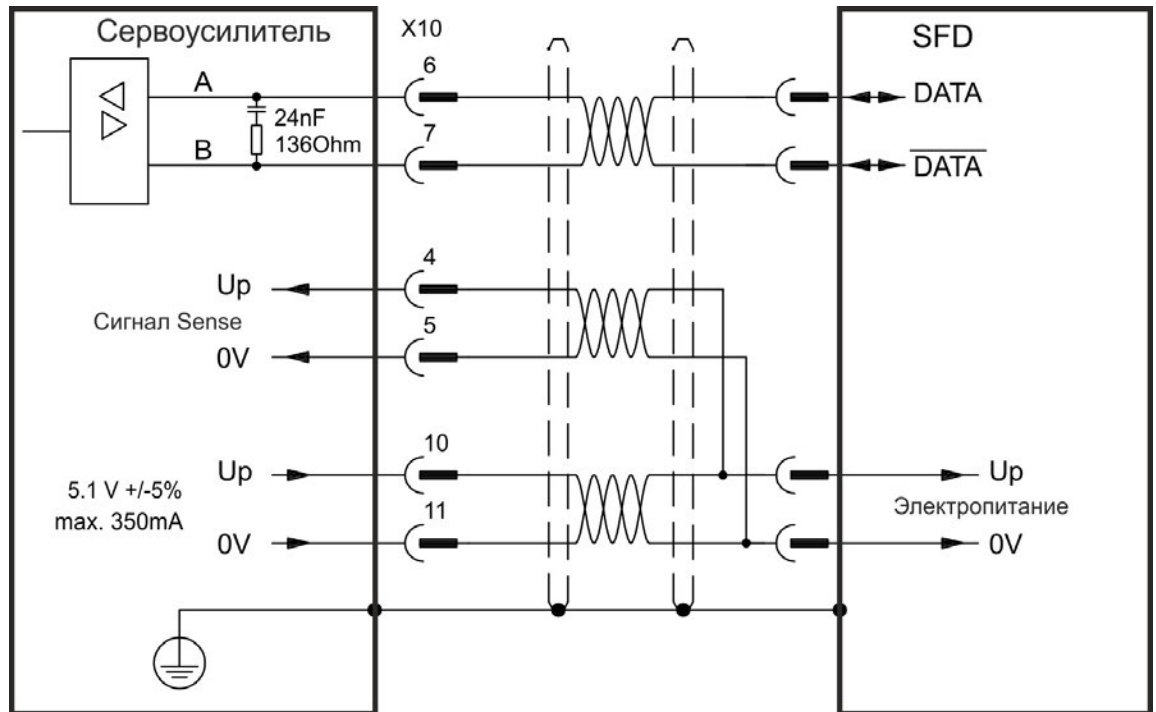 Сервоусилитель
X10
SFD
6
A
DATA
24nF
136Ohm
7
B
DATA
4
Up
Сигнал Sense
5
0V
10
Up
Up
5.1 V +/-5%
max. 350mA
Электропитание
11
0V
0V